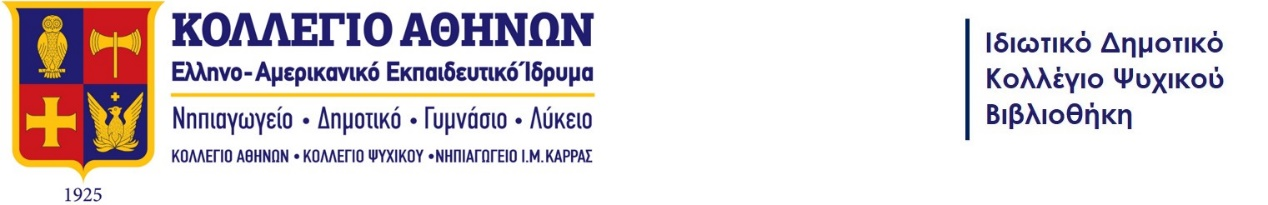 ΚΟΛΛΕΓΙΟ ΑΘΗΝΩΝ
Ελληνο-Αμερικανικό Εκπαιδευτικό Ίδρυμα
Νηπιαγωγείο • Δημοτικό • Γυμνάσιο • Λύκειο
ΚΟΛΛΕΓΙΟ ΑΘΗΝΩΝ • ΚΟΛΛΕΓΙΟ ΨΥΧΙΚΟΥ •ΝΗΠΙΑΓΩΓΕΙΟ Ι.Μ. ΚΑΡΡΑΣ
1925
Ιδιωτικό Δημοτικό
Κολλέγιο Ψυχικού
Βιβλιοθήκη